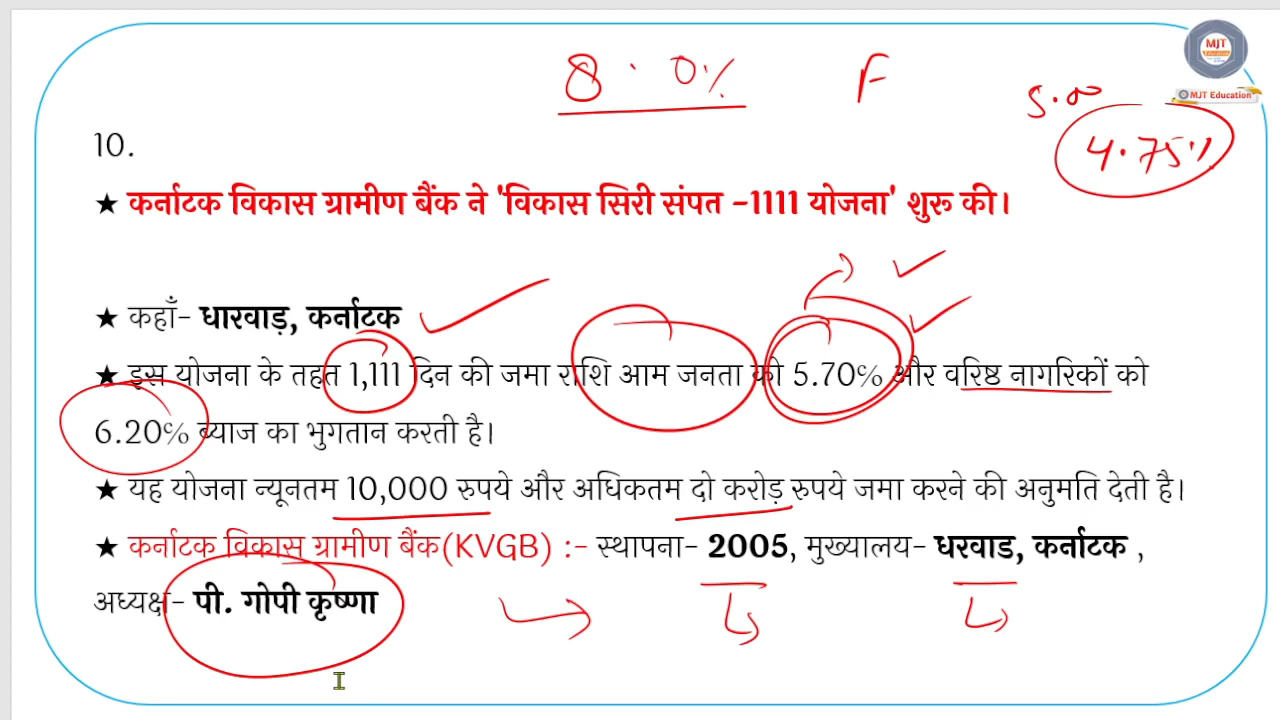 8.0% F
5.00
4.75%
MJT
Education
MJT Education
10.
★ कर्नाटक विकास ग्रामीण बैंक ने 'विकास सिरी संपत -1111 योजना' शुरू की।
★ कहाँ- धारवाड़, कर्नाटक
★ इस योजना के तहत 1,111 दिन की जमा राशि आम जनता को 5.70% और वरिष्ठ नागरिकों को
6.20% ब्याज का भुगतान करती है।
★ यह योजना न्यूनतम 10,000 रुपये और अधिकतम दो करोड़ रुपये जमा करने की अनुमति देती है।
★ कर्नाटक विकास ग्रामीण बैंक(KVGB) :- स्थापना- 2005, मुख्यालय- धरवाड, कर्नाटक ,
अध्यक्ष- पी. गोपी कृष्णा